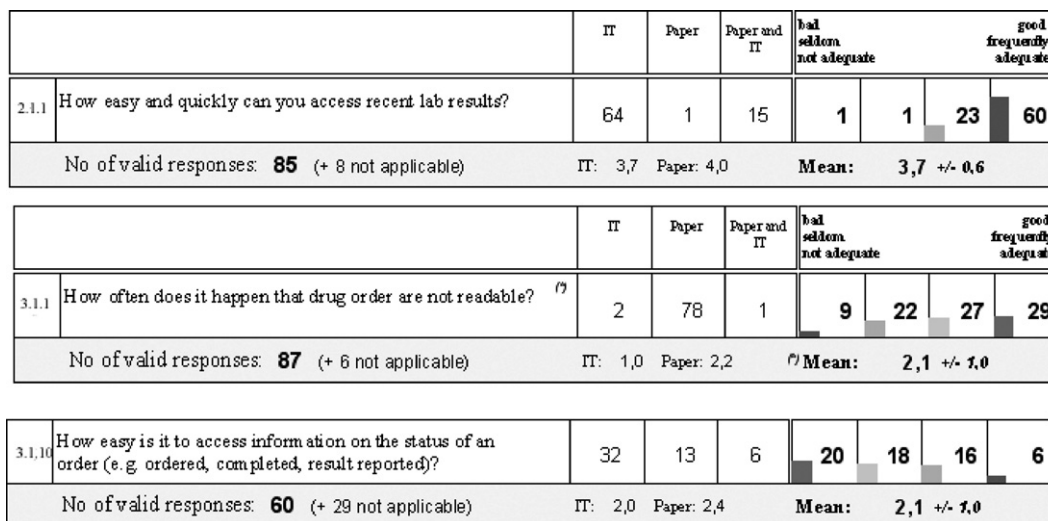 IT Paper Paper and IT bad seldom not adequate good frequently adequate
2.1.1 How easy and quickly can you access recent lab results? 64 1 15 1 1 23 60
No of valid responses: 85 (+ 8 not applicable) IT: 3,7 Paper: 4,0 Mean: 3,7 +/- 0,6
IT Paper Paper and IT bad seldom not adequate good frequently adequat
3.1.1 How often does it happen that drug order are not readable? (*) 2 78 1 9 22 27 29
No of valid responses: 87 (+ 6 not applicable) IT: 1,0 Paper: 2,2 (*) Mean: 2,1 +/- 1,0
3.1.10 How easy is it to access information on the status of an
order (e.g. ordered, completed, result reported)? 32 13 6 20 18 16 6
No of valid responses: 60 (+ 29 not applicable) IT: 2,0 Paper: 2,4 Mean: 2,1 +/- 1,0